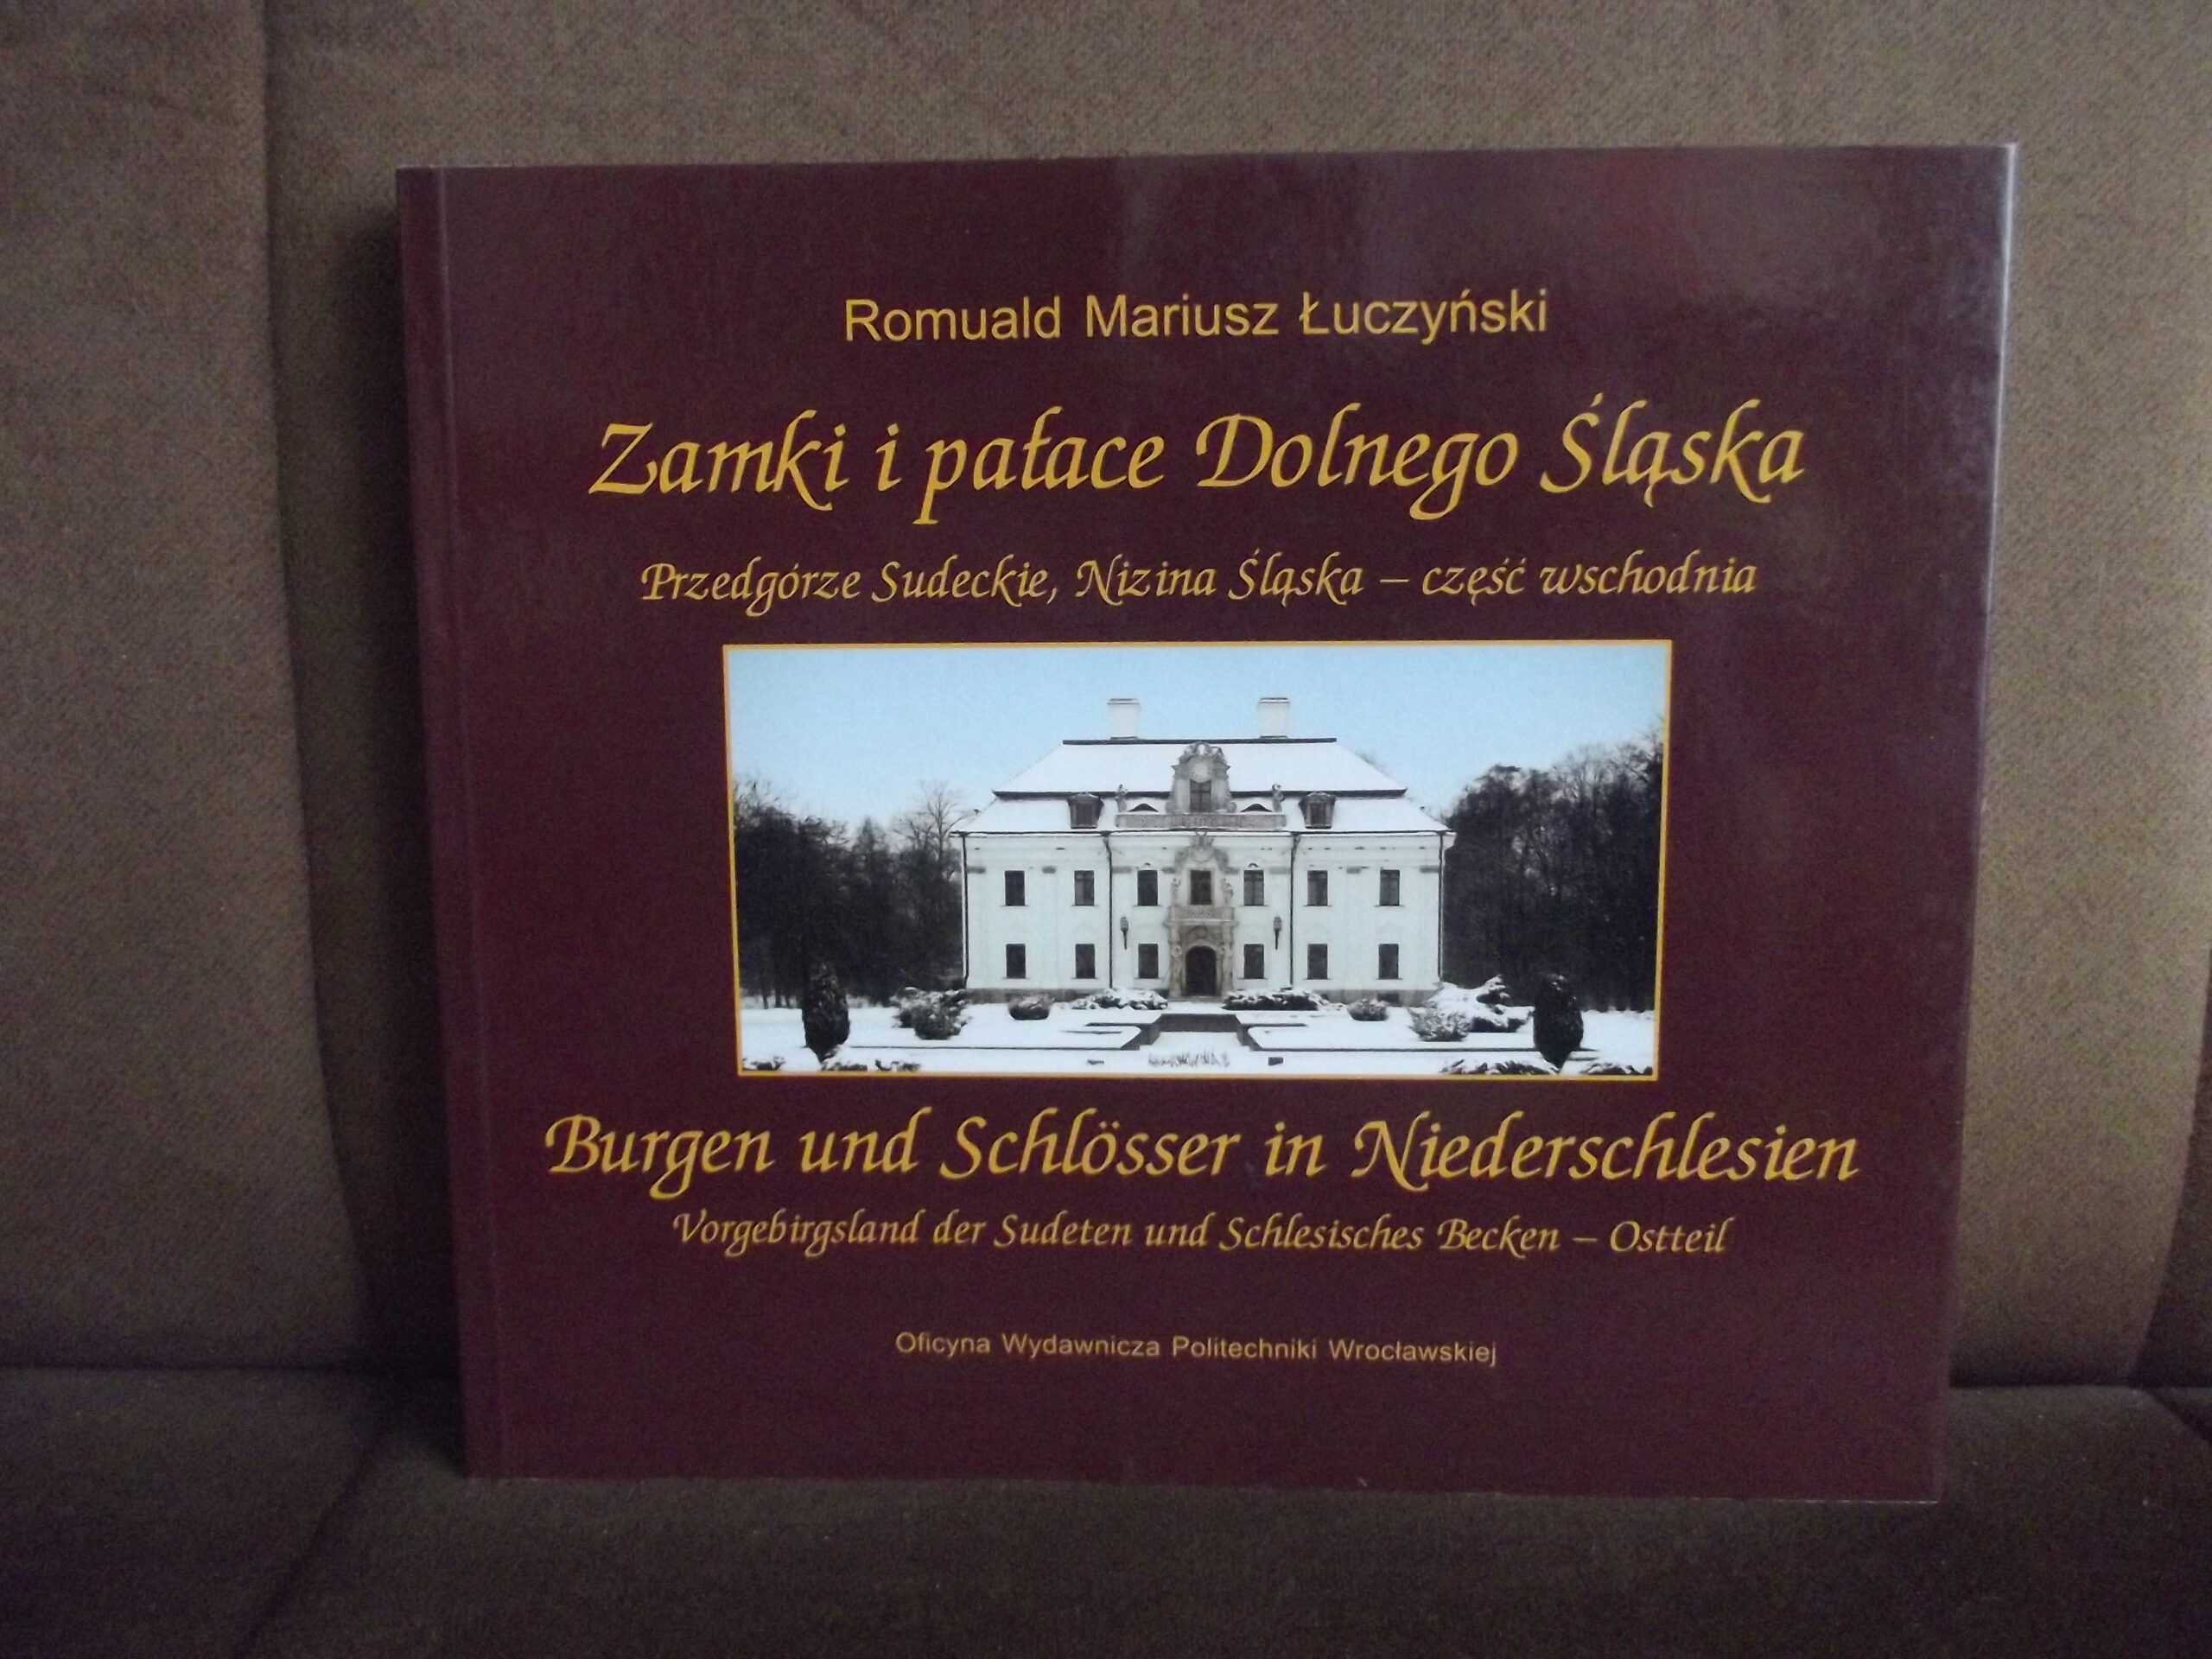 Romuald Mariusz Łuczyński
Zamki i pałace Dolnego Śląska
Przedgórze Sudeckie, Nizina Śląska – część wschodnia
Burgen und Schlösser in Niederschlesien
Vorgebirgsland der Sudeten und Schlesisches Becken – Ostteil
Oficyna Wydawnicza Politechniki Wrocławskiej